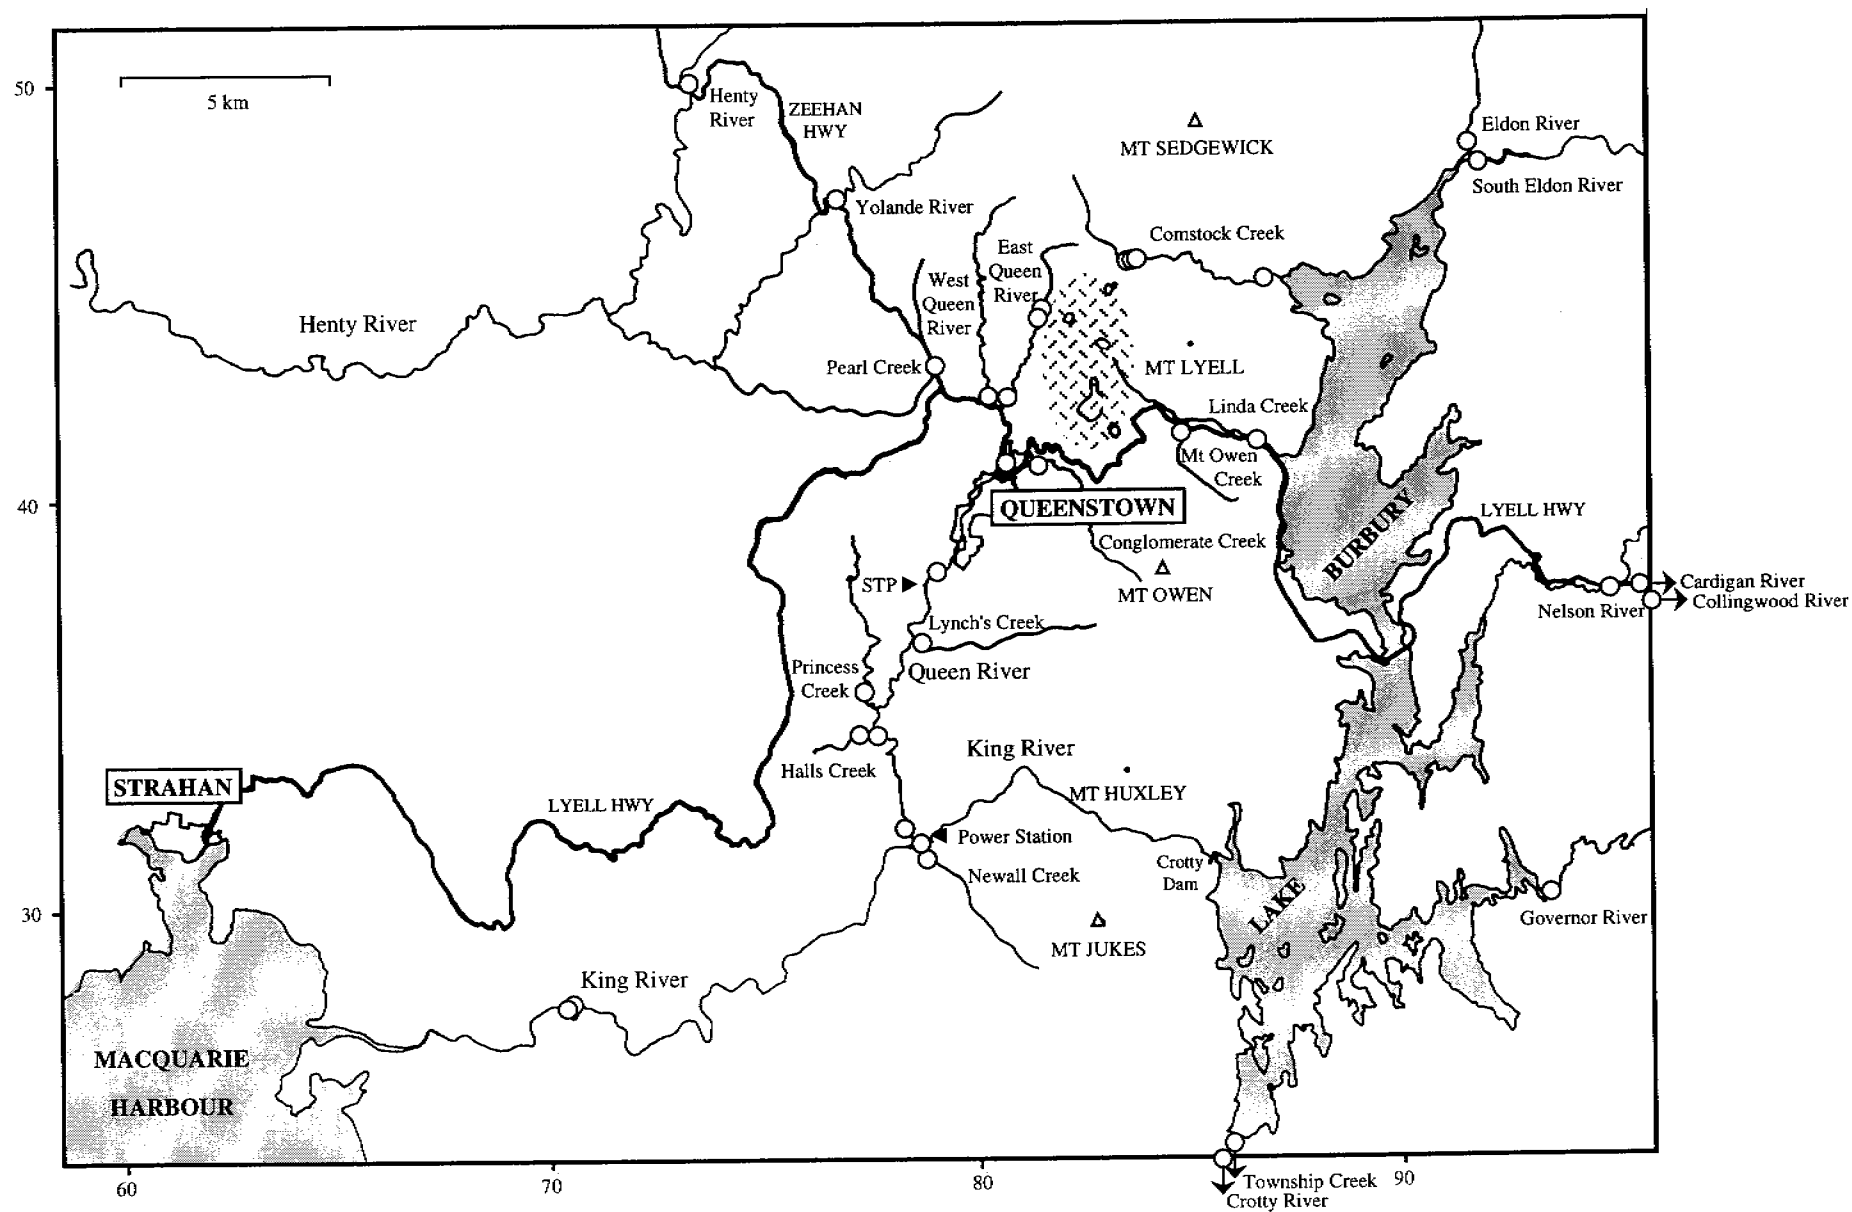 50
5 km
Henty
River
ZEEHAN
HWY
MT SEDGEWICK
Eldon River
South Eldon River
Yolande River
Comstock Creek
East
Queen
River
West
Queen
River
Henty River
Pearl Creek
MT LYELL
Linda Creek
Mt Owen
Creek
40
QUEENSTOWN
LYELL HWY
BURBURY
Conglomerate Creek
STP
MT OWEN
Cardigan River
Collingwood River
Nelson River
Lynch's Creek
Princess
Creek
Queen River
King River
STRAHAN
Halls Creek
LYELL HWY
MT HUXLEY
Power Station
Crotty
Dam
Newall Creek
LAKE
30
Governor River
MT JUKES
King River
MACQUARIE
HARBOUR
60
70
80
90
Township Creek
Crotty River